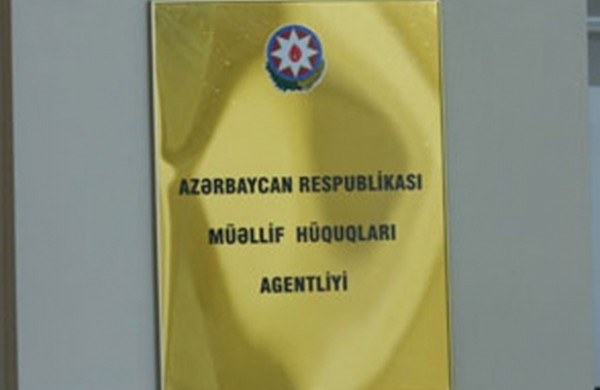 AZƏRBAYCAN RESPUBLİKASI
MÜƏLLİF HÜQUQLARI
AGENTLİYİ